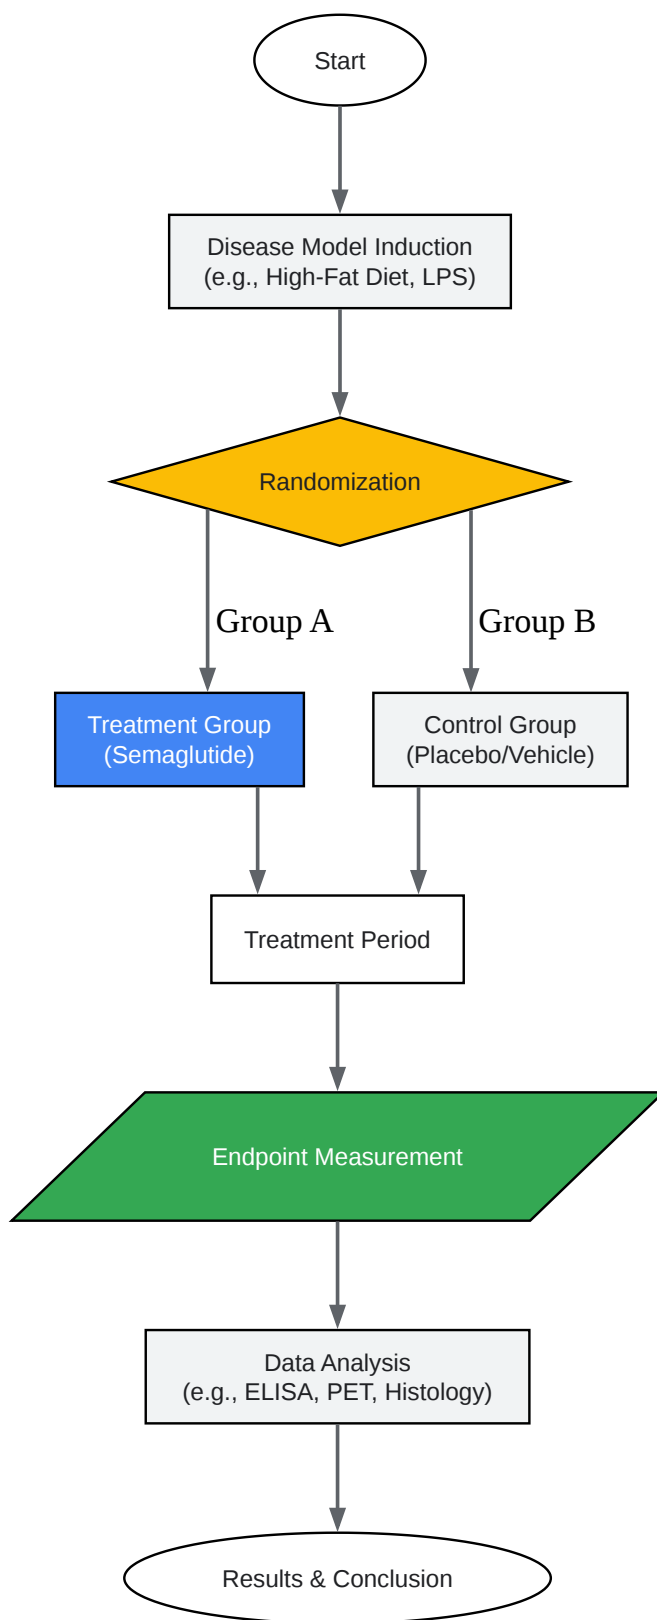 Start
Disease Model Induction
(e.g., High-Fat Diet, LPS)
Randomization
Group A
Group B
Treatment Group
(Semaglutide)
Control Group
(Placebo/Vehicle)
Treatment Period
Endpoint Measurement
Data Analysis
(e.g., ELISA, PET, Histology)
Results & Conclusion